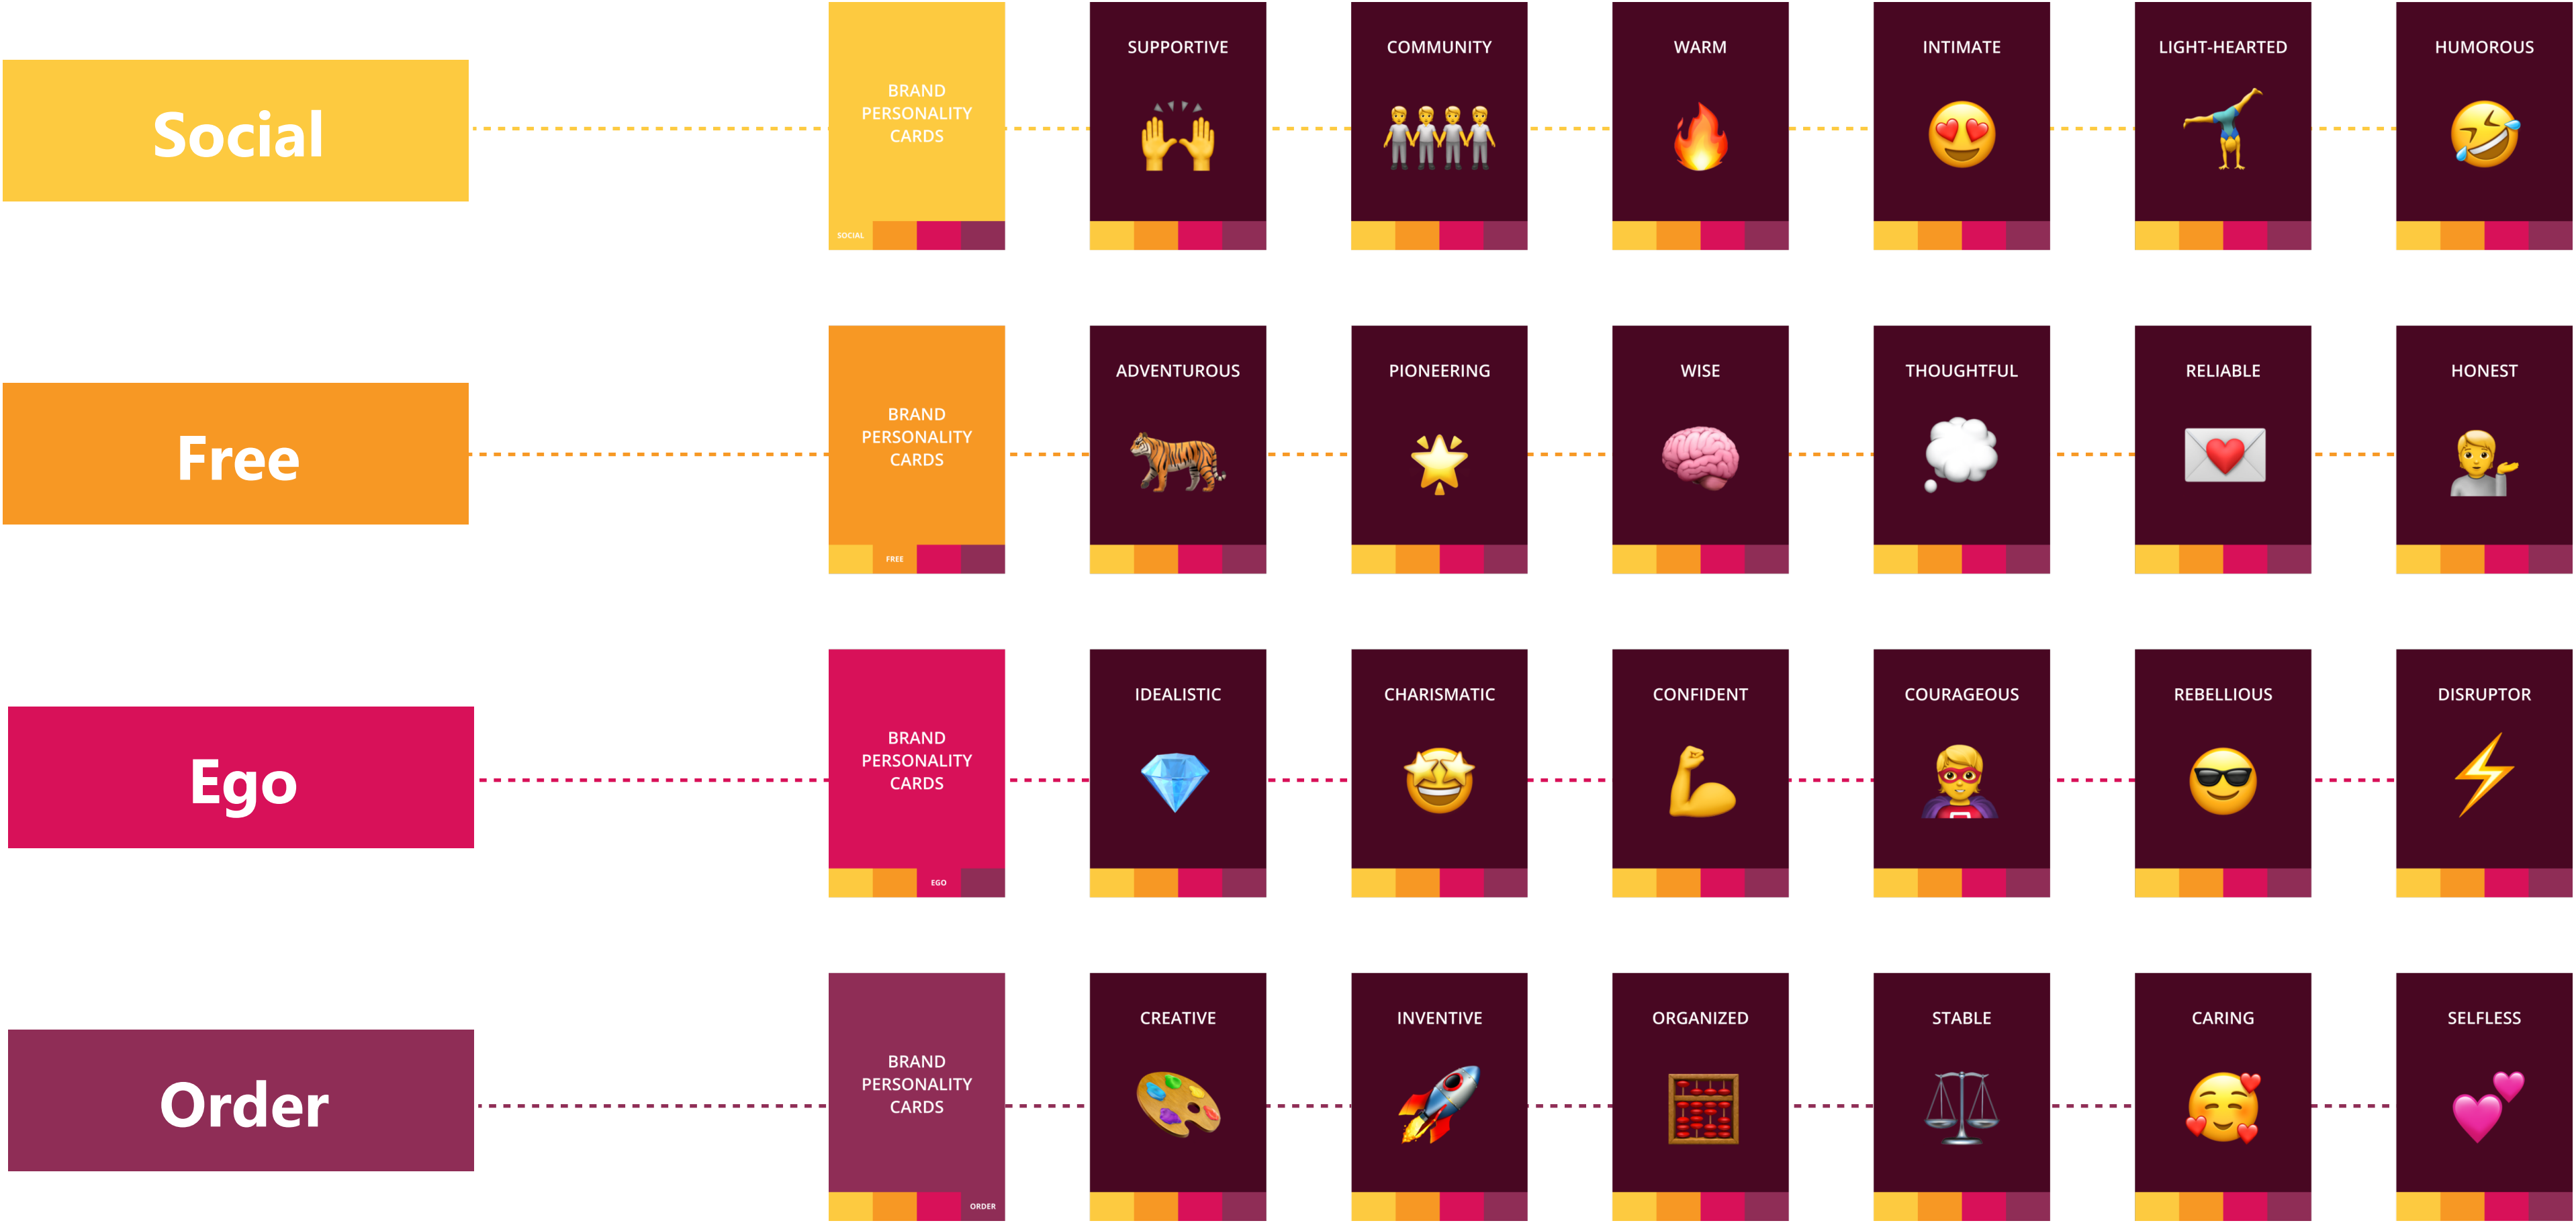 Social
BRAND
PERSONALITY
CARDS
SOCIAL
SUPPORTIVE
COMMUNITY
WARM
INTIMATE
LIGHT-HEARTED
HUMOROUS
Free
BRAND
PERSONALITY
CARDS
FREE
ADVENTUROUS
PIONEERING
WISE
THOUGHTFUL
RELIABLE
HONEST
Ego
BRAND
PERSONALITY
CARDS
EGO
IDEALISTIC
CHARISMATIC
CONFIDENT
COURAGEOUS
REBELLIOUS
DISRUPTOR
Order
BRAND
PERSONALITY
CARDS
ORDER
CREATIVE
INVENTIVE
ORGANIZED
STABLE
CARING
SELFLESS